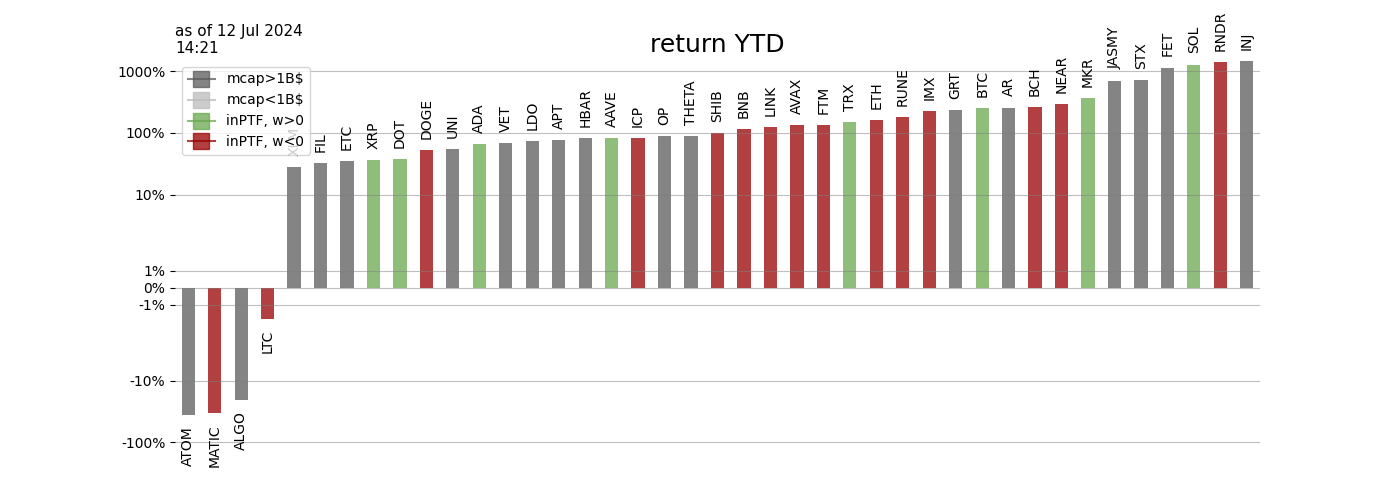 as of 12 Jul 2024
14:21
return YTD
1000%
100%
10%
1%
0%
-1%
-10%
-100%
mcap>1B$
mcap<1B$
inPTF, w>0
inPTF, w<0
ATOM
MATIC
ALGO
LTC
FIL
ETC
XRP
DOT
DOGE
UNI
ADA
VET
LDO
APT
HBAR
AAVE
ICP
OP
THETA
SHIB
BNB
LINK
AVAX
FTM
TRX
ETH
RUNE
IMX
GRT
BTC
AR
BCH
NEAR
MKR
JASMY
STX
FET
SOL
RNDR
INJ